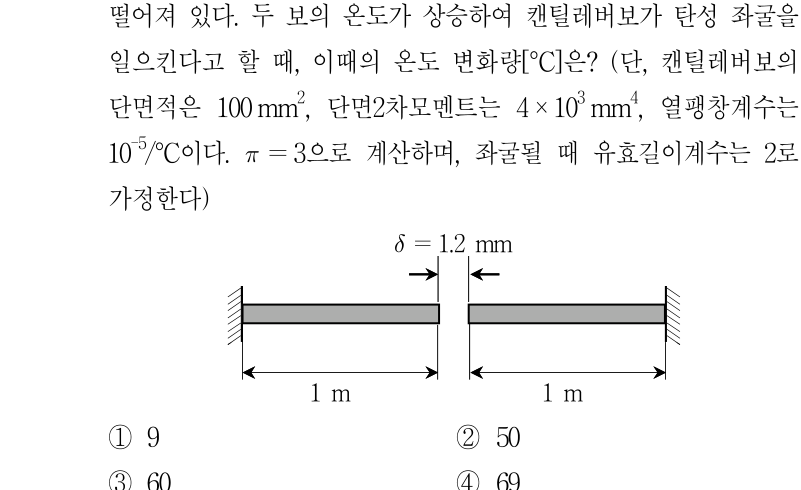 떨어져 있다. 두 보의 온도가 상승하여 캔틸레버보가 탄성 좌굴을
일으킨다고 할 때, 이때의 온도 변화량[℃]은? (단, 캔틸레버보의
단면적은 100 mm², 단면2차모멘트는 4 × 10³ mm⁴, 열팽창계수는
10⁻⁵/℃이다. π = 3으로 계산하며, 좌굴될 때 유효길이계수는 2로
가정한다)
δ = 1.2 mm
1 m 1 m
① 9 ② 50
③ 60 ④ 69